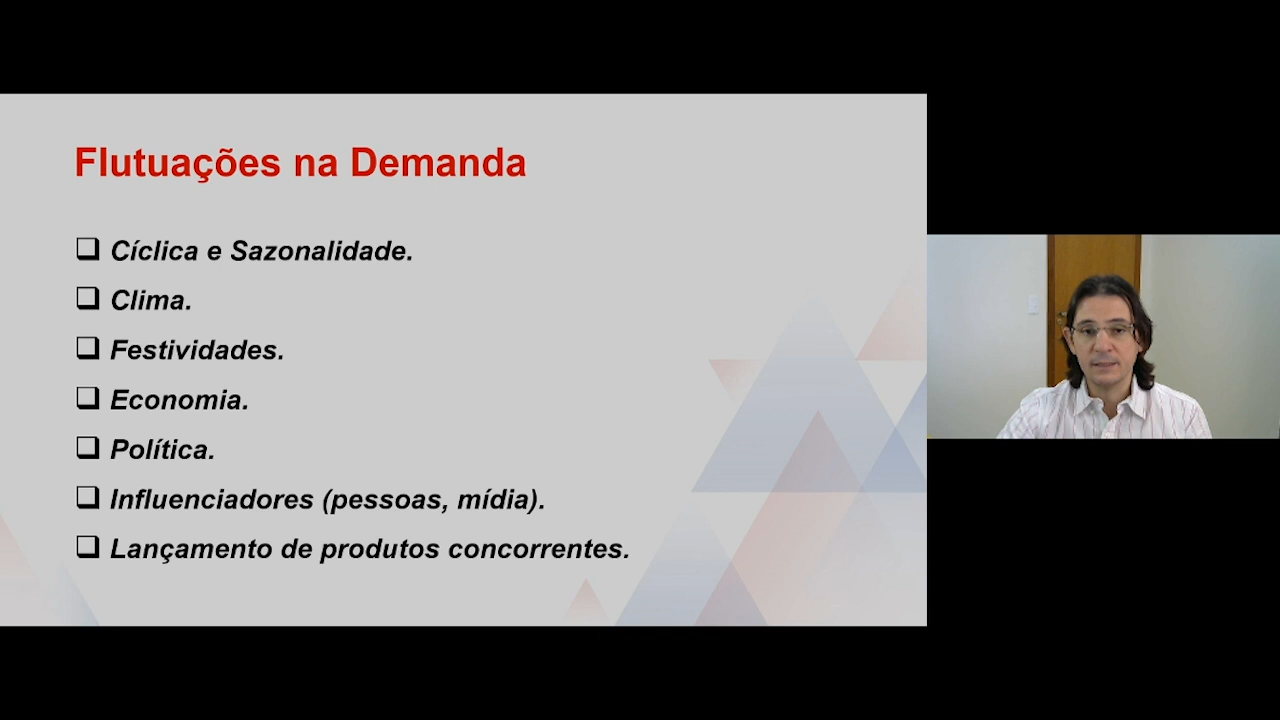 Flutuações na Demanda
Cíclica e Sazonalidade.
Clima.
Festividades.
Economia.
Política.
Influenciadores (pessoas, mídia).
Lançamento de produtos concorrentes.